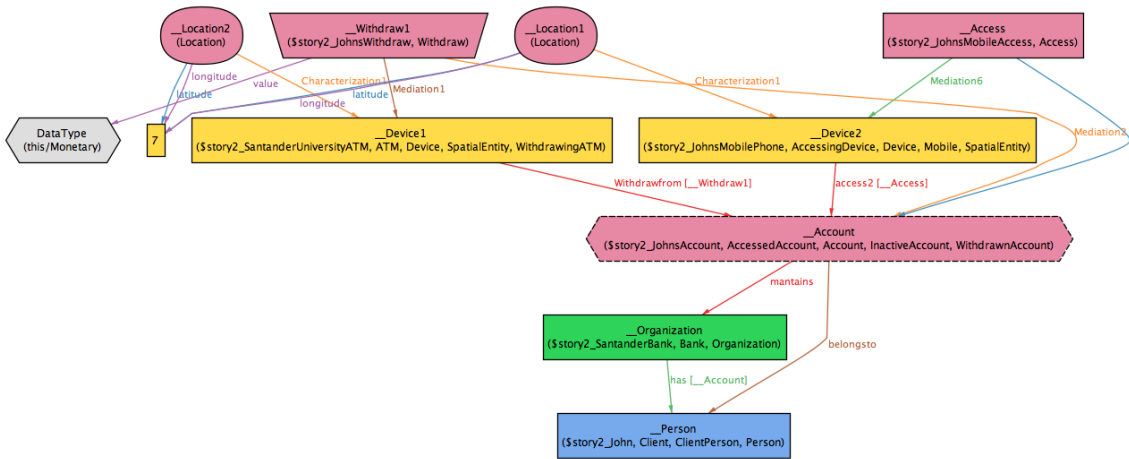 __Location2
(Location)
__Withdraw1
($story2_JohnsWithdraw, Withdraw)
__Location1
(Location)
__Access
($story2_JohnsMobileAccess, Access)
longitude
value
latitude
Characterization1
Mediation1
latitude
longitude
Characterization1
Mediation6
Mediation2
DataType
(this/Monetary)
7
__Device1
($story2_SantanderUniversityATM, ATM, Device, SpatialEntity, WithdrawingATM)
__Device2
($story2_JohnsMobilePhone, AccessingDevice, Device, Mobile, SpatialEntity)
Withdrawfrom [__Withdraw1]
access2 [__Access]
__Account
($story2_JohnsAccount, AccessedAccount, Account, InactiveAccount, WithdrawnAccount)
mantains
__Organization
($story2_SantanderBank, Bank, Organization)
belongsto
has [__Account]
__Person
($story2_John, Client, ClientPerson, Person)